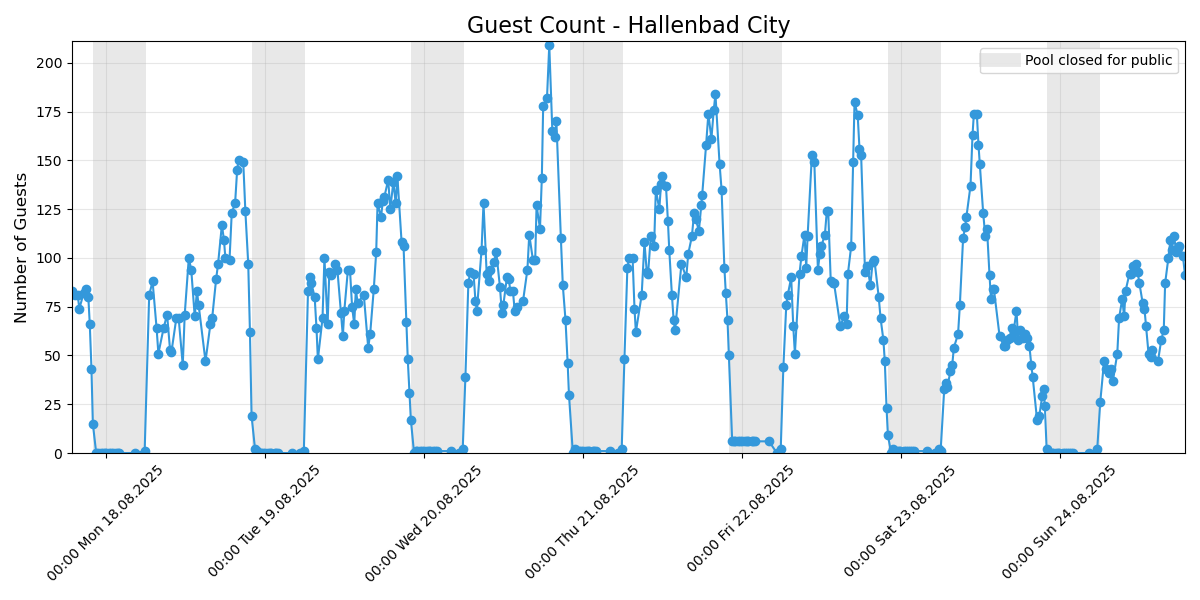 Guest Count - Hallenbad City
Pool closed for public
Number of Guests
200
175
150
125
100
75
50
25
0
00:00 Mon 18.08.2025
00:00 Tue 19.08.2025
00:00 Wed 20.08.2025
00:00 Thu 21.08.2025
00:00 Fri 22.08.2025
00:00 Sat 23.08.2025
00:00 Sun 24.08.2025